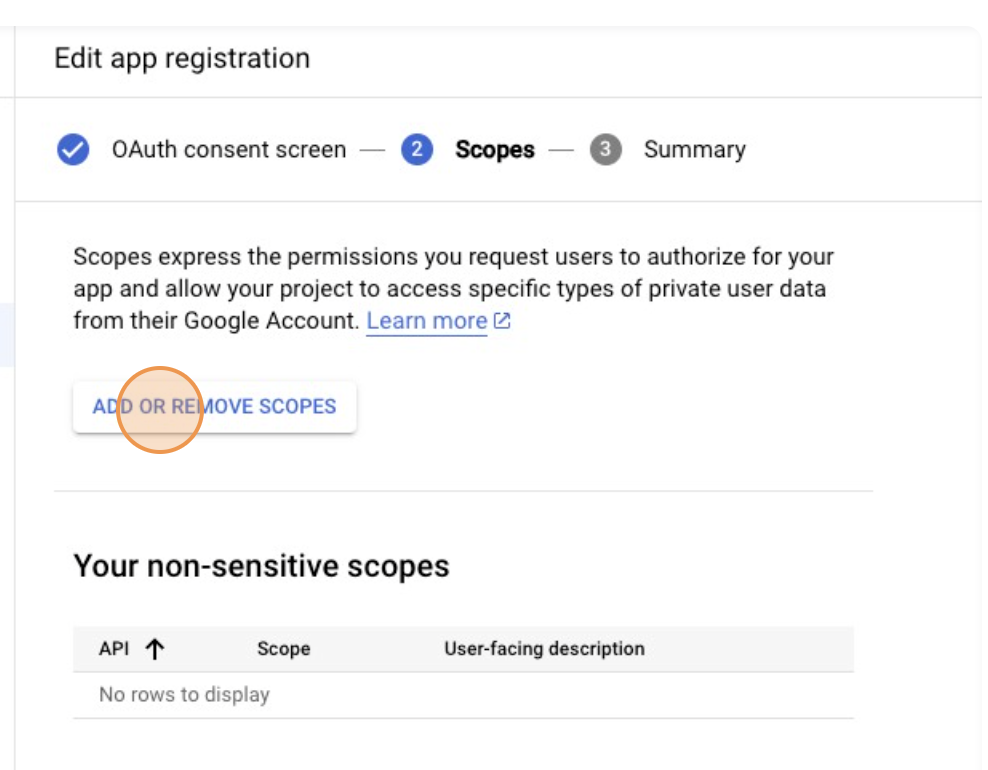 Edit app registration
OAuth consent screen — 2 Scopes — 3 Summary
Scopes express the permissions you request users to authorize for your
app and allow your project to access specific types of private user data
from their Google Account. Learn more
ADD OR REMOVE SCOPES
Your non-sensitive scopes
API Scope User-facing description
No rows to display